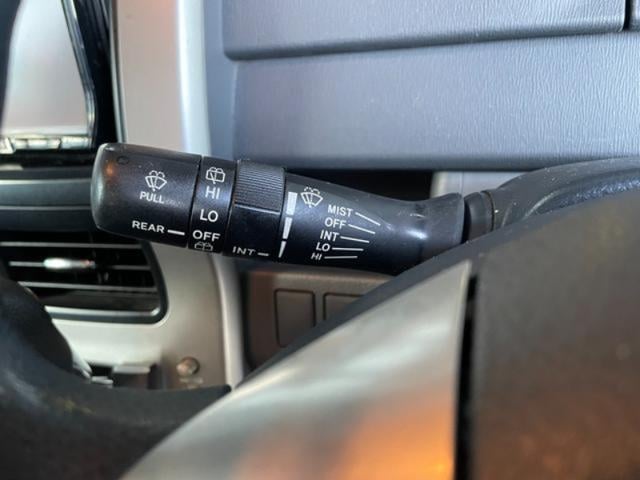 PULL
REAR
HI
LO
OFF
INT
MIST
OFF
INT
LO
HI